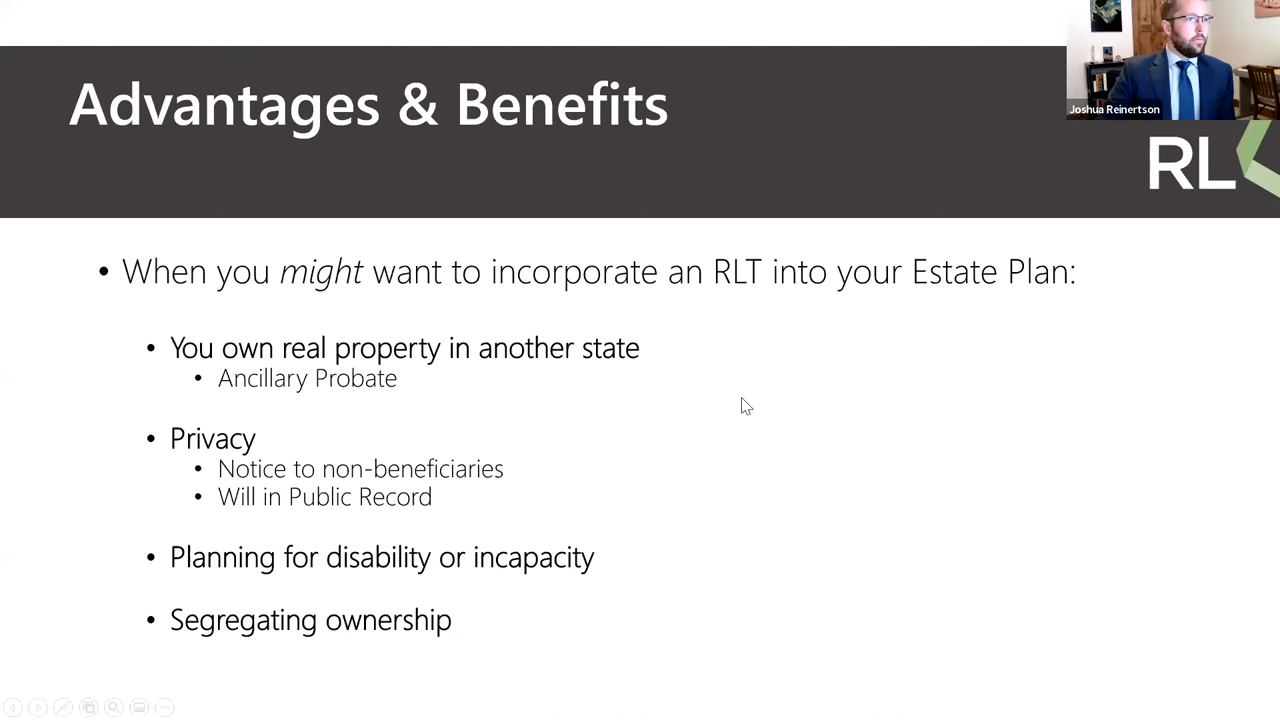 Advantages & Benefits
Joshua Reinertson
RL
• When you might want to incorporate an RLT into your Estate Plan:
• You own real property in another state
• Ancillary Probate
• Privacy
• Notice to non-beneficiaries
• Will in Public Record
• Planning for disability or incapacity
• Segregating ownership